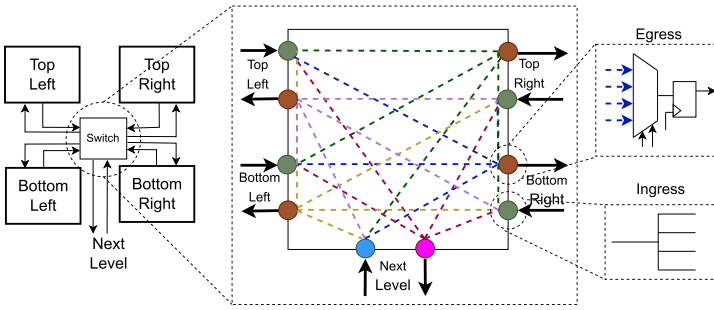 Top
Left
Top
Right
Switch
Bottom
Left
Bottom
Right
Next
Level
Top
Left
Bottom
Left
Top
Right
Bottom
Right
Next
Level
Egress
Ingress